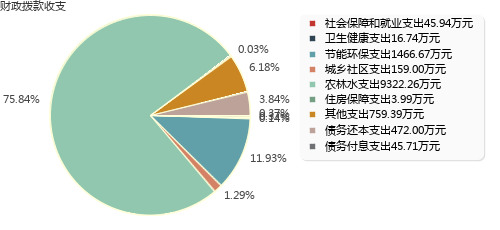 财政拨款收支
0.03%
6.18%
75.84%
3.84%
0.37%
11.93%
1.29%
社会保障和就业支出45.94万元
卫生健康支出16.74万元
节能环保支出1466.67万元
城乡社区支出159.00万元
农林水支出9322.26万元
住房保障支出3.99万元
其他支出759.39万元
债务还本支出472.00万元
债务付息支出45.71万元